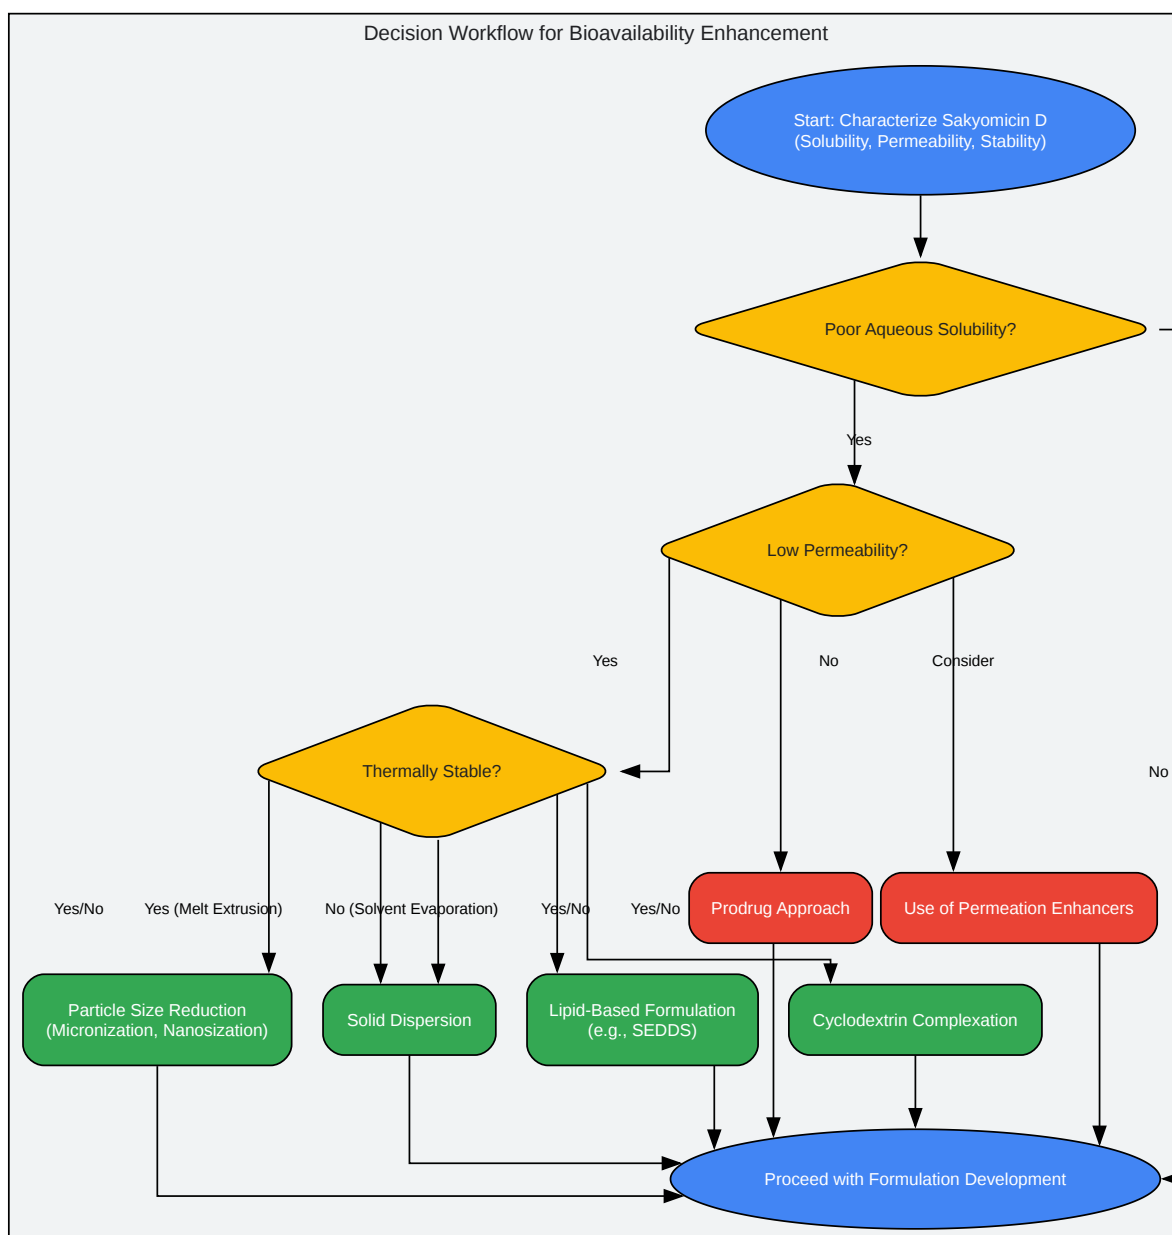 Decision Workflow for Bioavailability Enhancement
Start: Characterize Sakyomicin D
(Solubility, Permeability, Stability)
Poor Aqueous Solubility?
Yes
Low Permeability?
Yes
No
Consider
Thermally Stable?
No
Yes/No
Yes (Melt Extrusion)
No (Solvent Evaporation)
Yes/No
Yes/No
Prodrug Approach
Use of Permeation Enhancers
Particle Size Reduction
(Micronization, Nanosization)
Solid Dispersion
Lipid-Based Formulation
(e.g., SEDDS)
Cyclodextrin Complexation
Proceed with Formulation Development